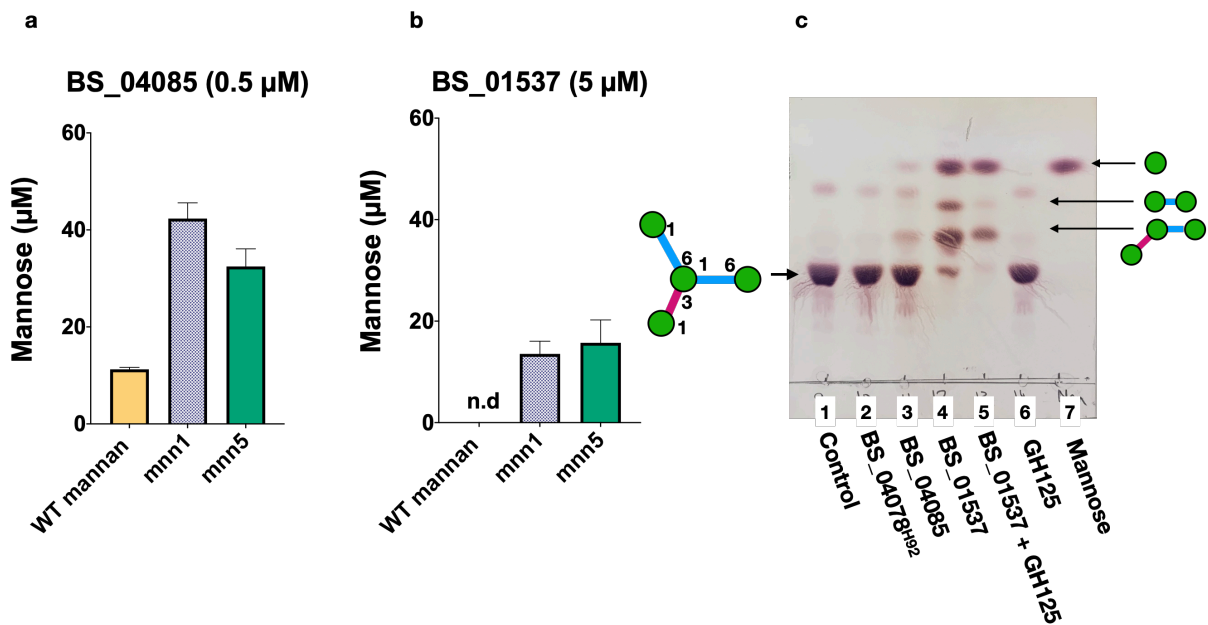 a
BS_04085 (0.5 µM)
Mannose (µM)
60
40
20
0
WT mannan
mnn1
mnn5
b
BS_01537 (5 µM)
Mannose (µM)
60
40
20
0
n.d
WT mannan
mnn1
mnn5
c
1
6
1 6
3
1
1 2 3 4 5 6 7
Control
BS_04078H92
BS_04085
BS_01537
BS_01537 + GH125
GH125
Mannose